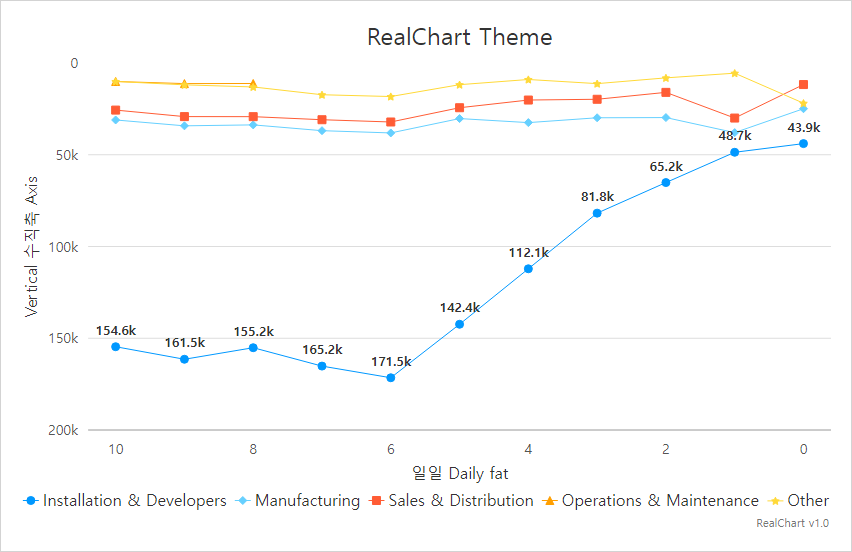 RealChart Theme
0
50k
100k
150k
200k
Vertical 수직축 Axis
154.6k
161.5k
155.2k
165.2k
171.5k
142.4k
112.1k
81.8k
65.2k
48.7k
43.9k
10 8 6 4 2 0
일일 Daily fat
Installation & Developers Manufacturing Sales & Distribution Operations & Maintenance Other
RealChart v1.0